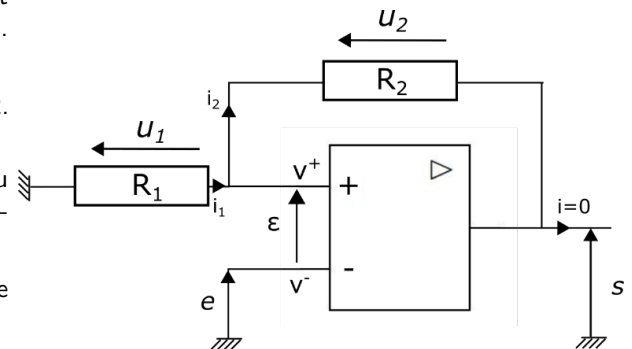 u₂
R₂
i₂
u₁
R₁
i₁
v⁺
+
▷
ε
i=0
v⁻
-
e
s
u
e